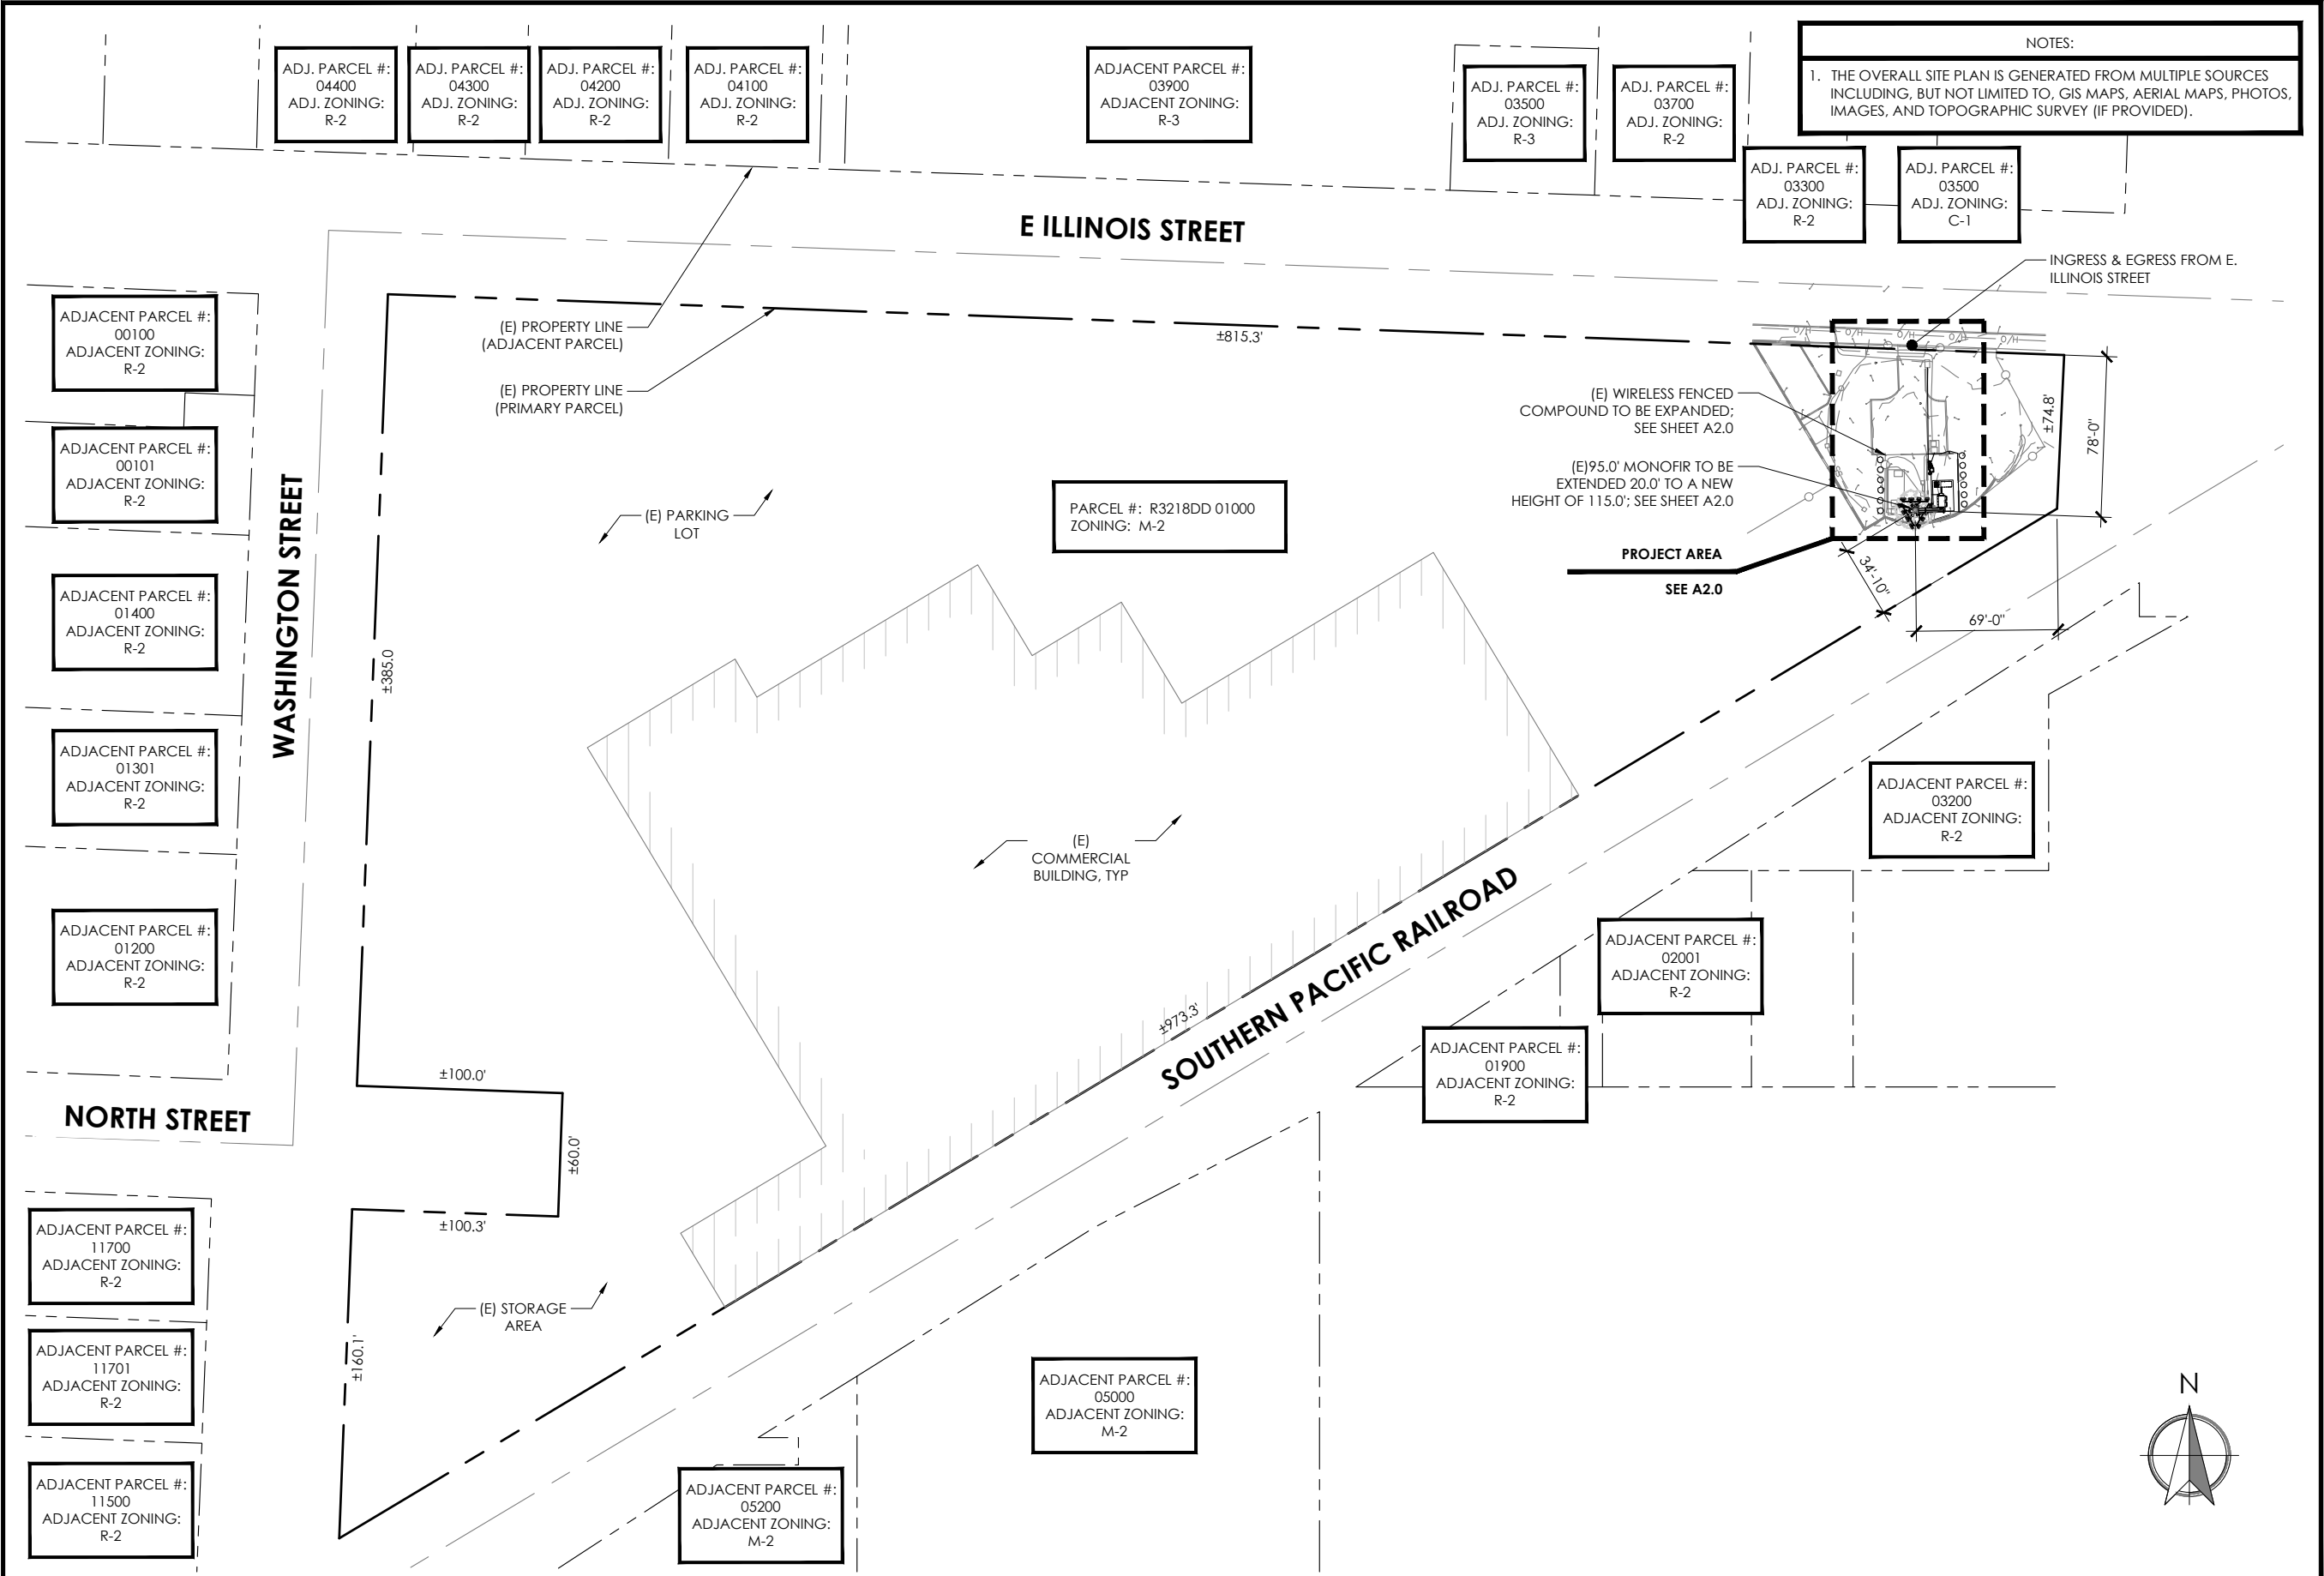 ADJ. PARCEL #:
04400
ADJ. ZONING:
R-2
ADJ. PARCEL #:
04300
ADJ. ZONING:
R-2
ADJ. PARCEL #:
04200
ADJ. ZONING:
R-2
ADJ. PARCEL #:
04100
ADJ. ZONING:
R-2
ADJACENT PARCEL #:
03900
ADJACENT ZONING:
R-3
ADJ. PARCEL #:
03500
ADJ. ZONING:
R-3
ADJ. PARCEL #:
03700
ADJ. ZONING:
R-2
NOTES:
1. THE OVERALL SITE PLAN IS GENERATED FROM MULTIPLE SOURCES
INCLUDING, BUT NOT LIMITED TO, GIS MAPS, AERIAL MAPS, PHOTOS,
IMAGES, AND TOPOGRAPHIC SURVEY (IF PROVIDED).
ADJ. PARCEL #:
03300
ADJ. ZONING:
R-2
ADJ. PARCEL #:
03500
ADJ. ZONING:
C-1
E ILLINOIS STREET
INGRESS & EGRESS FROM E.
ILLINOIS STREET
ADJACENT PARCEL #:
00100
ADJACENT ZONING:
R-2
(E) PROPERTY LINE
(ADJACENT PARCEL)
±815.3'
O/H
O/H
O/H
O/H
O/H
(E) PROPERTY LINE
(PRIMARY PARCEL)
(E) WIRELESS FENCED
COMPOUND TO BE EXPANDED;
SEE SHEET A2.0
±74.8'
78'-0"
ADJACENT PARCEL #:
00101
ADJACENT ZONING:
R-2
(E)95.0' MONOFIR TO BE
EXTENDED 20.0' TO A NEW
HEIGHT OF 115.0'; SEE SHEET A2.0
(E) PARKING
LOT
PARCEL #: R3218DD 01000
ZONING: M-2
PROJECT AREA
SEE A2.0
34'-10"
69'-0"
WASHINGTON STREET
ADJACENT PARCEL #:
01400
ADJACENT ZONING:
R-2
±385.0
ADJACENT PARCEL #:
01301
ADJACENT ZONING:
R-2
ADJACENT PARCEL #:
03200
ADJACENT ZONING:
R-2
(E)
COMMERCIAL
BUILDING, TYP
ADJACENT PARCEL #:
01200
ADJACENT ZONING:
R-2
SOUTHERN PACIFIC RAILROAD
ADJACENT PARCEL #:
02001
ADJACENT ZONING:
R-2
±973.3'
ADJACENT PARCEL #:
01900
ADJACENT ZONING:
R-2
±100.0'
NORTH STREET
±60.0'
±100.3'
ADJACENT PARCEL #:
11700
ADJACENT ZONING:
R-2
(E) STORAGE
AREA
ADJACENT PARCEL #:
11701
ADJACENT ZONING:
R-2
±160.1'
ADJACENT PARCEL #:
05000
ADJACENT ZONING:
M-2
N
ADJACENT PARCEL #:
11500
ADJACENT ZONING:
R-2
ADJACENT PARCEL #:
05200
ADJACENT ZONING:
M-2